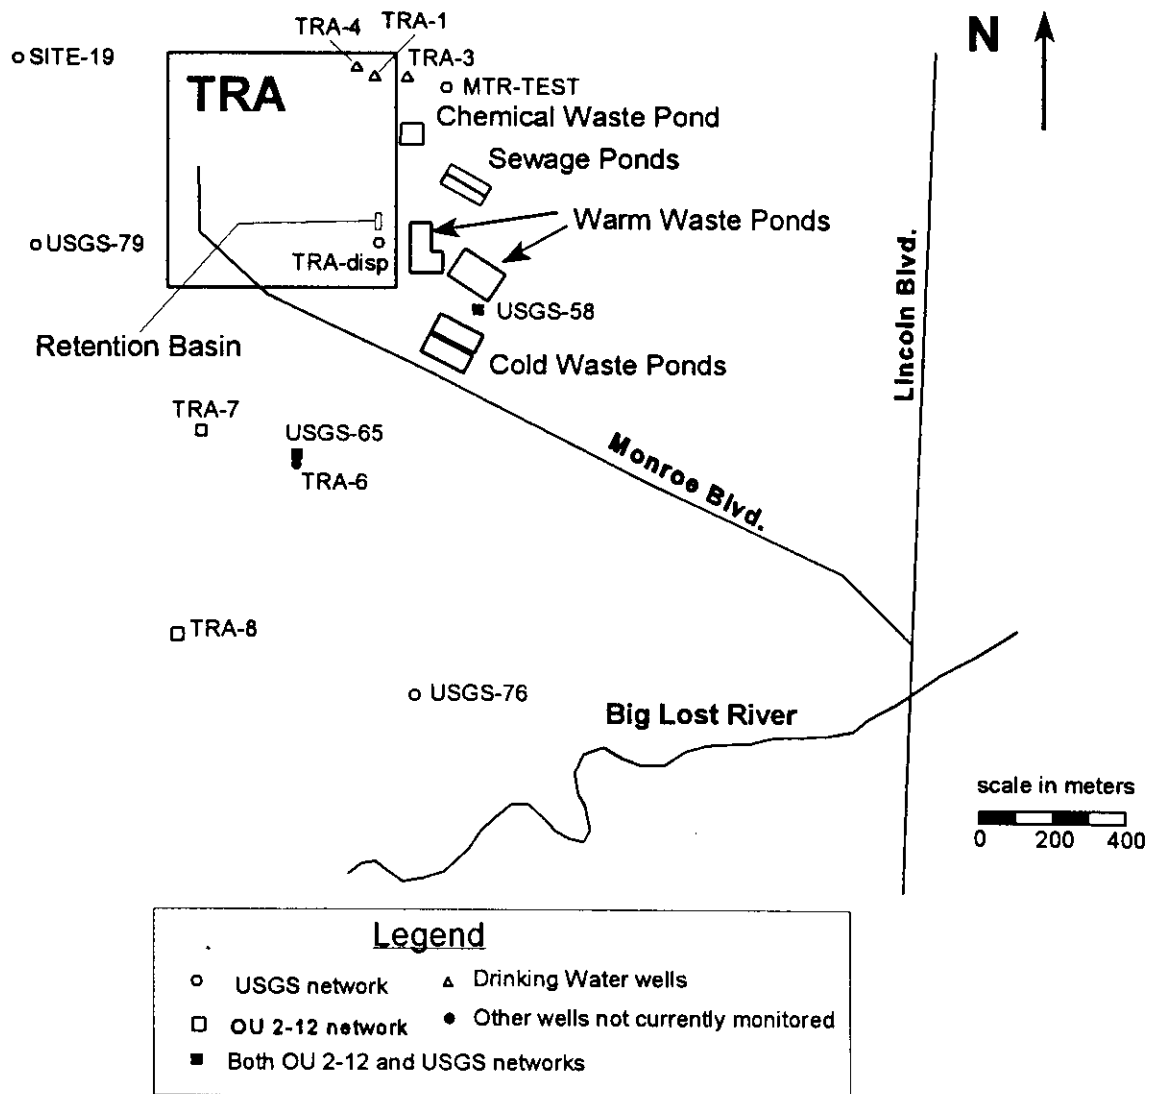 TRA-4
TRA-1
N
SITE-19
TRA-3
TRA
MTR-TEST
Chemical Waste Pond
Sewage Ponds
Warm Waste Ponds
USGS-79
TRA-disp
USGS-58
Retention Basin
Cold Waste Ponds
Lincoln Blvd.
TRA-7
USGS-65
TRA-6
Monroe Blvd.
TRA-8
USGS-76
Big Lost River
scale in meters
0 200 400
Legend
USGS network
Drinking Water wells
OU 2-12 network
Other wells not currently monitored
Both OU 2-12 and USGS networks